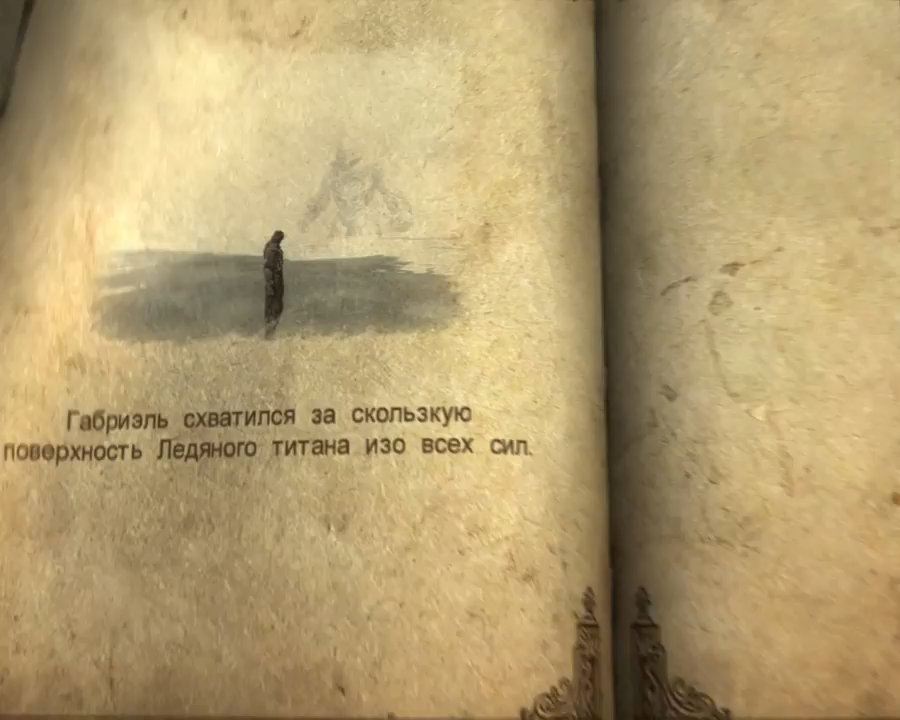 Габриэль схватился за скользкую
поверхность Ледяного титана изо всех сил.